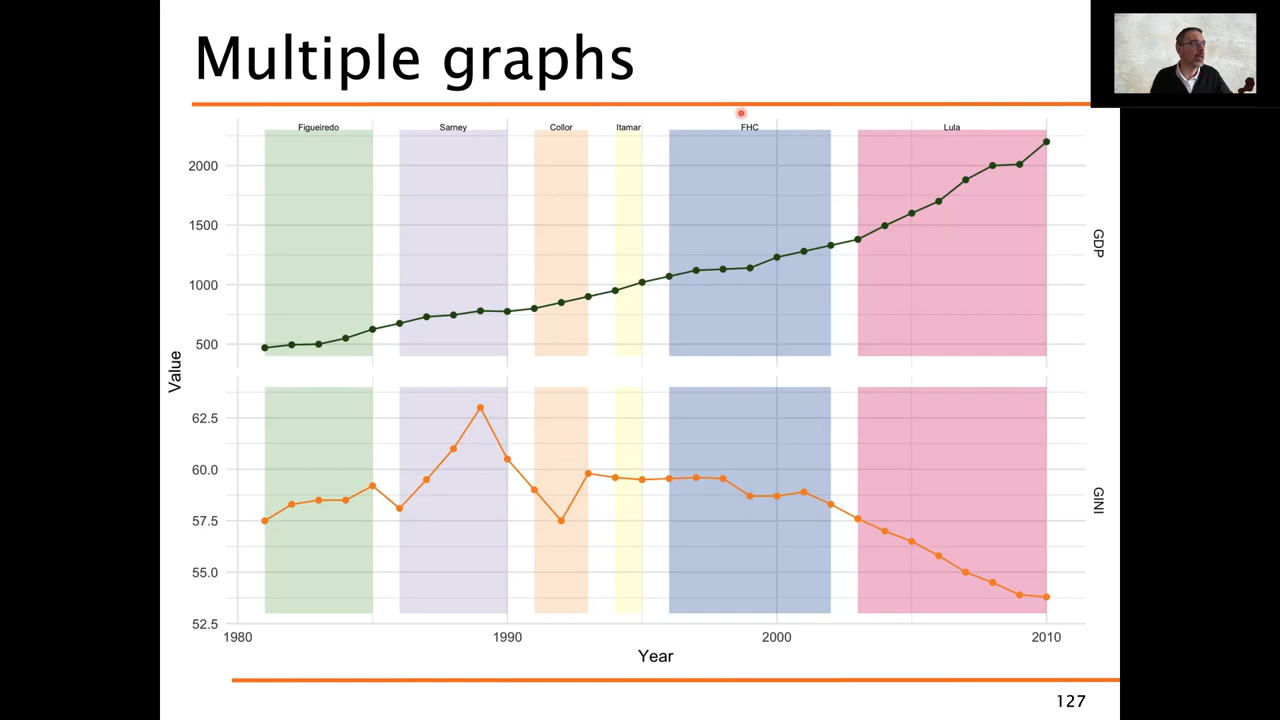 Multiple graphs
Figueiredo Sarney Collor Itamar FHC Lula
2000
1500
1000
500
GDP
Value
62.5
60.0
57.5
55.0
52.5
GINI
1980 1990 2000 2010
Year
127